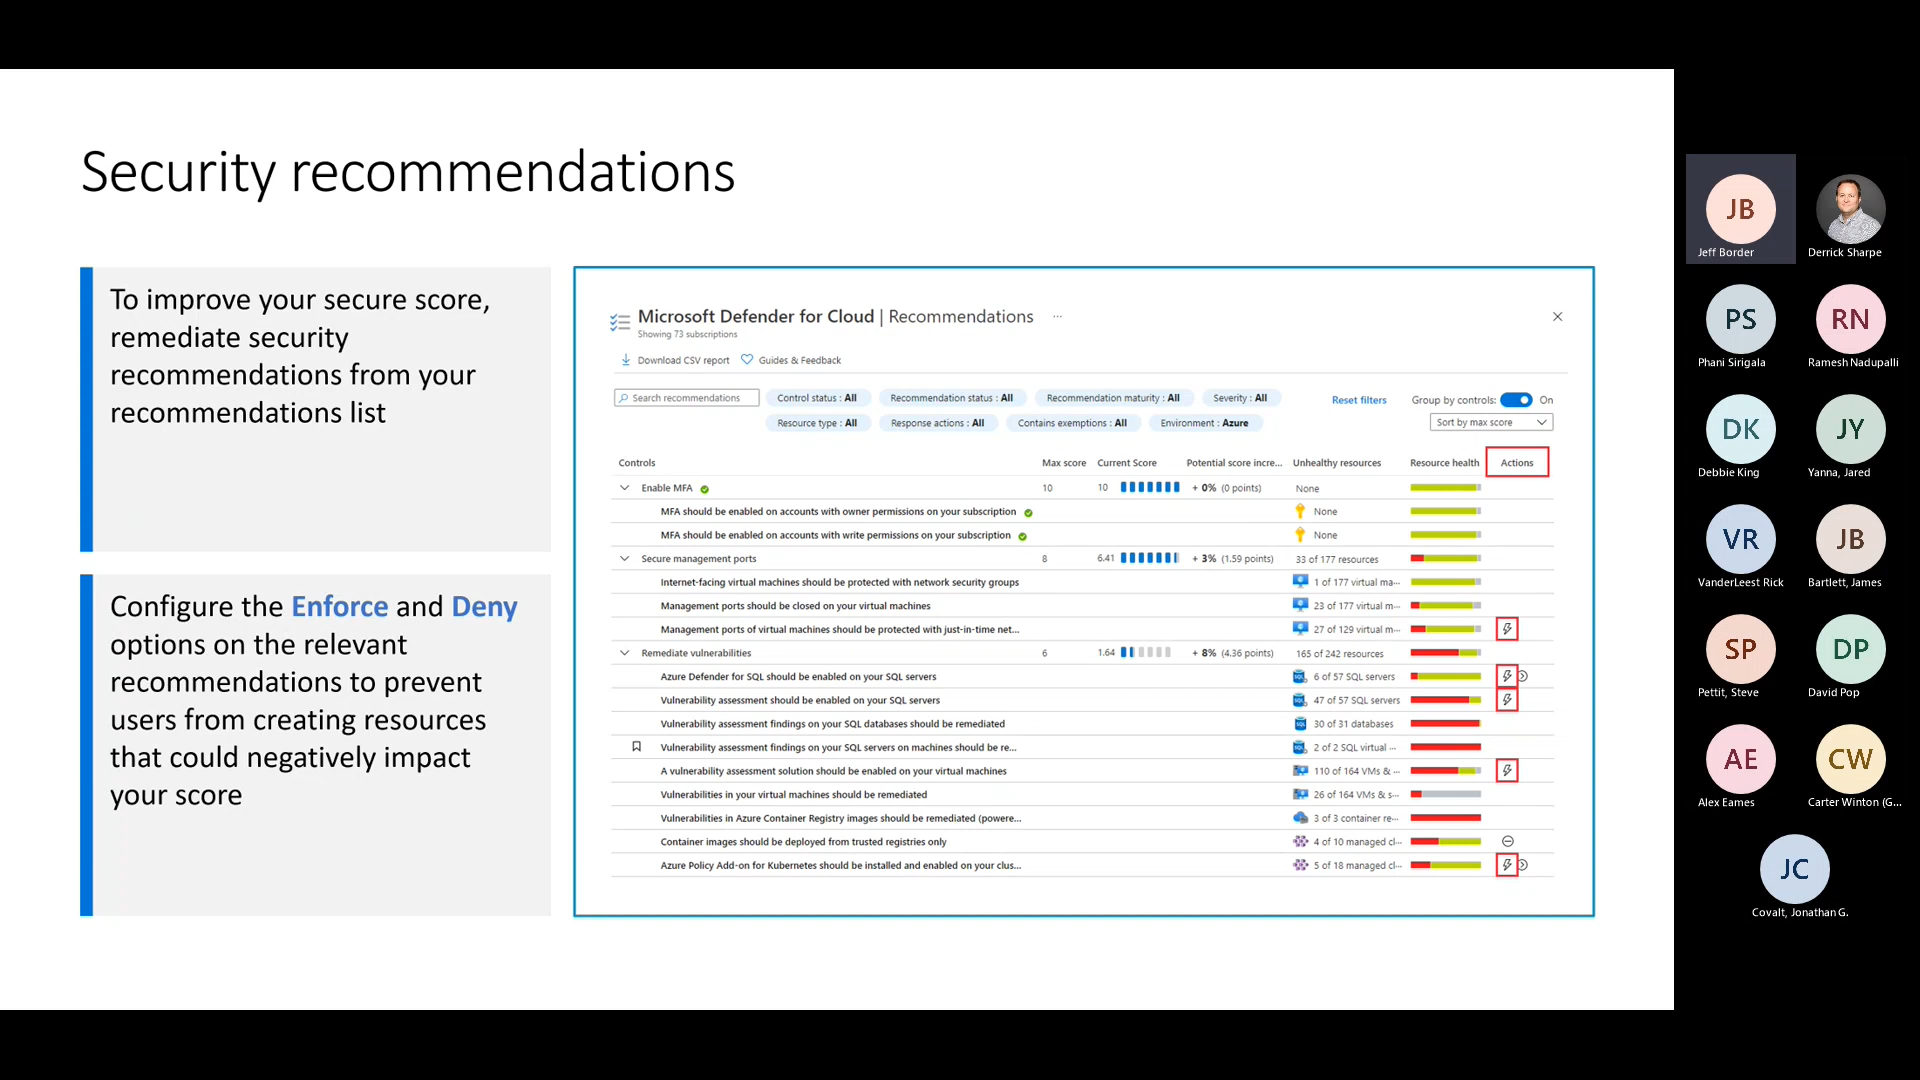 Security recommendations
To improve your secure score,
remediate security
recommendations from your
recommendations list
Configure the Enforce and Deny
options on the relevant
recommendations to prevent
users from creating resources
that could negatively impact
your score
Microsoft Defender for Cloud | Recommendations ...
Showing 73 subscriptions
Download CSV report Guides & Feedback
Search recommendations Control status : All Recommendation status : All Recommendation maturity : All Severity : All Reset filters Group by controls: On
Resource type : All Response actions : All Contains exemptions : All Environment : Azure Sort by max score
Controls Max score Current Score Potential score incre... Unhealthy resources Resource health Actions
Enable MFA 10 10 + 0% (0 points) None
MFA should be enabled on accounts with owner permissions on your subscription None
MFA should be enabled on accounts with write permissions on your subscription None
Secure management ports 8 6.41 + 3% (1.59 points) 33 of 177 resources
Internet-facing virtual machines should be protected with network security groups 1 of 177 virtual ma...
Management ports should be closed on your virtual machines 23 of 177 virtual m...
Management ports of virtual machines should be protected with just-in-time net... 27 of 129 virtual m...
Remediate vulnerabilities 6 1.64 + 8% (4.36 points) 165 of 242 resources
Azure Defender for SQL should be enabled on your SQL servers SQL 6 of 57 SQL servers
Vulnerability assessment should be enabled on your SQL servers SQL 47 of 57 SQL servers
Vulnerability assessment findings on your SQL databases should be remediated SQL 30 of 31 databases
Vulnerability assessment findings on your SQL servers on machines should be re... SQL 2 of 2 SQL virtual ...
A vulnerability assessment solution should be enabled on your virtual machines 110 of 164 VMs & ...
Vulnerabilities in your virtual machines should be remediated 26 of 164 VMs & s...
Vulnerabilities in Azure Container Registry images should be remediated (powere... 3 of 3 container re...
Container images should be deployed from trusted registries only 4 of 10 managed cl...
Azure Policy Add-on for Kubernetes should be installed and enabled on your clus... 5 of 18 managed cl...
JB
Jeff Border Derrick Sharpe
PS RN
Phani Sirigala Ramesh Nadupalli
DK JY
Debbie King Yanna, Jared
VR JB
VanderLeest Rick Bartlett, James
SP DP
Pettit, Steve David Pop
AE CW
Alex Eames Carter Winton (G...
JC
Covalt, Jonathan G.